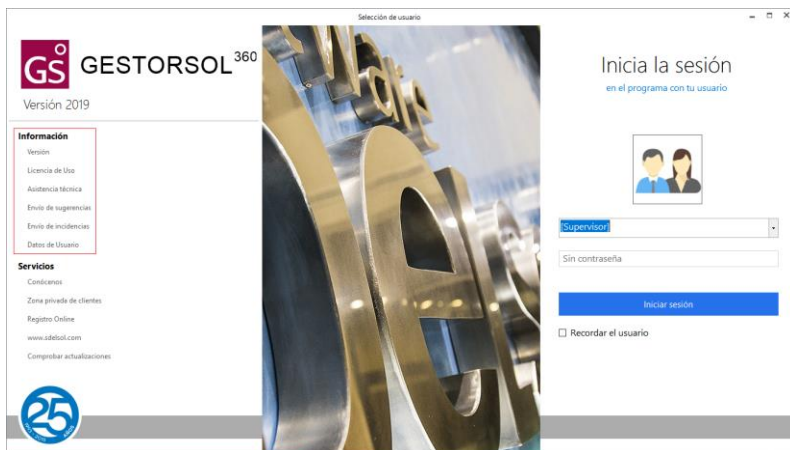 Selección de usuario
GS
GESTORSOL 360
Versión 2019
Información
Versión
Licencia de Uso
Asistencia técnica
Envío de sugerencias
Envío de incidencias
Datos de Usuario
Servicios
Conócenos
Zona privada de clientes
Registro Online
www.sdelsol.com
Comprobar actualizaciones
25
Inicia la sesión
en el programa con tu usuario
[Supervisor]
Sin contraseña
Iniciar sesión
Recordar el usuario